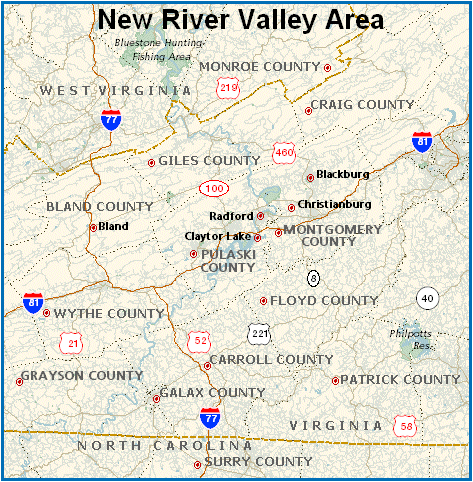 New River Valley Area
Bluestone Hunting-
Fishing Area
MONROE COUNTY
WEST VIRGINIA
219
77
CRAIG COUNTY
81
460
GILES COUNTY
Blackburg
100
BLAND COUNTY
Christianburg
Radford
Bland
Claytor Lake
MONTGOMERY
COUNTY
PULASKI
COUNTY
8
81
FLOYD COUNTY
40
WYTHE COUNTY
221
Philpotts
Res.
21
52
CARROLL COUNTY
GRAYSON COUNTY
PATRICK COUNTY
GALAX COUNTY
77
VIRGINIA
58
NORTH CAROLINA
SURRY COUNTY